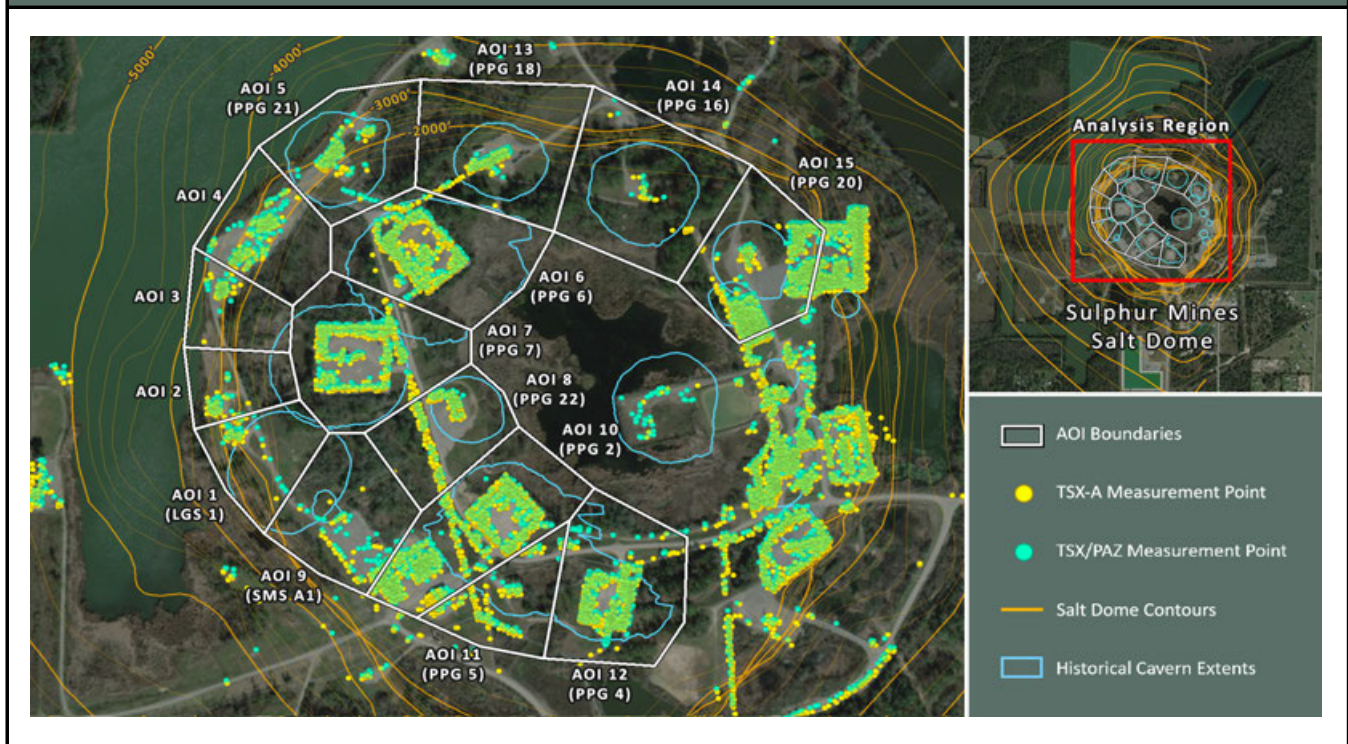 -5000'
-4000'
-3000'
-2000'
AOI 13
(PPG 18)
AOI 5
(PPG 21)
AOI 14
(PPG 16)
AOI 15
(PPG 20)
AOI 4
AOI 3
AOI 6
(PPG 6)
AOI 7
(PPG 7)
AOI 2
AOI 8
(PPG 22)
AOI 10
(PPG 2)
AOI 1
(LGS 1)
AOI 9
(SMS A1)
AOI 11
(PPG 5)
AOI 12
(PPG 4)
Analysis Region
Sulphur Mines
Salt Dome
AOI Boundaries
TSX-A Measurement Point
TSX/PAZ Measurement Point
Salt Dome Contours
Historical Cavern Extents